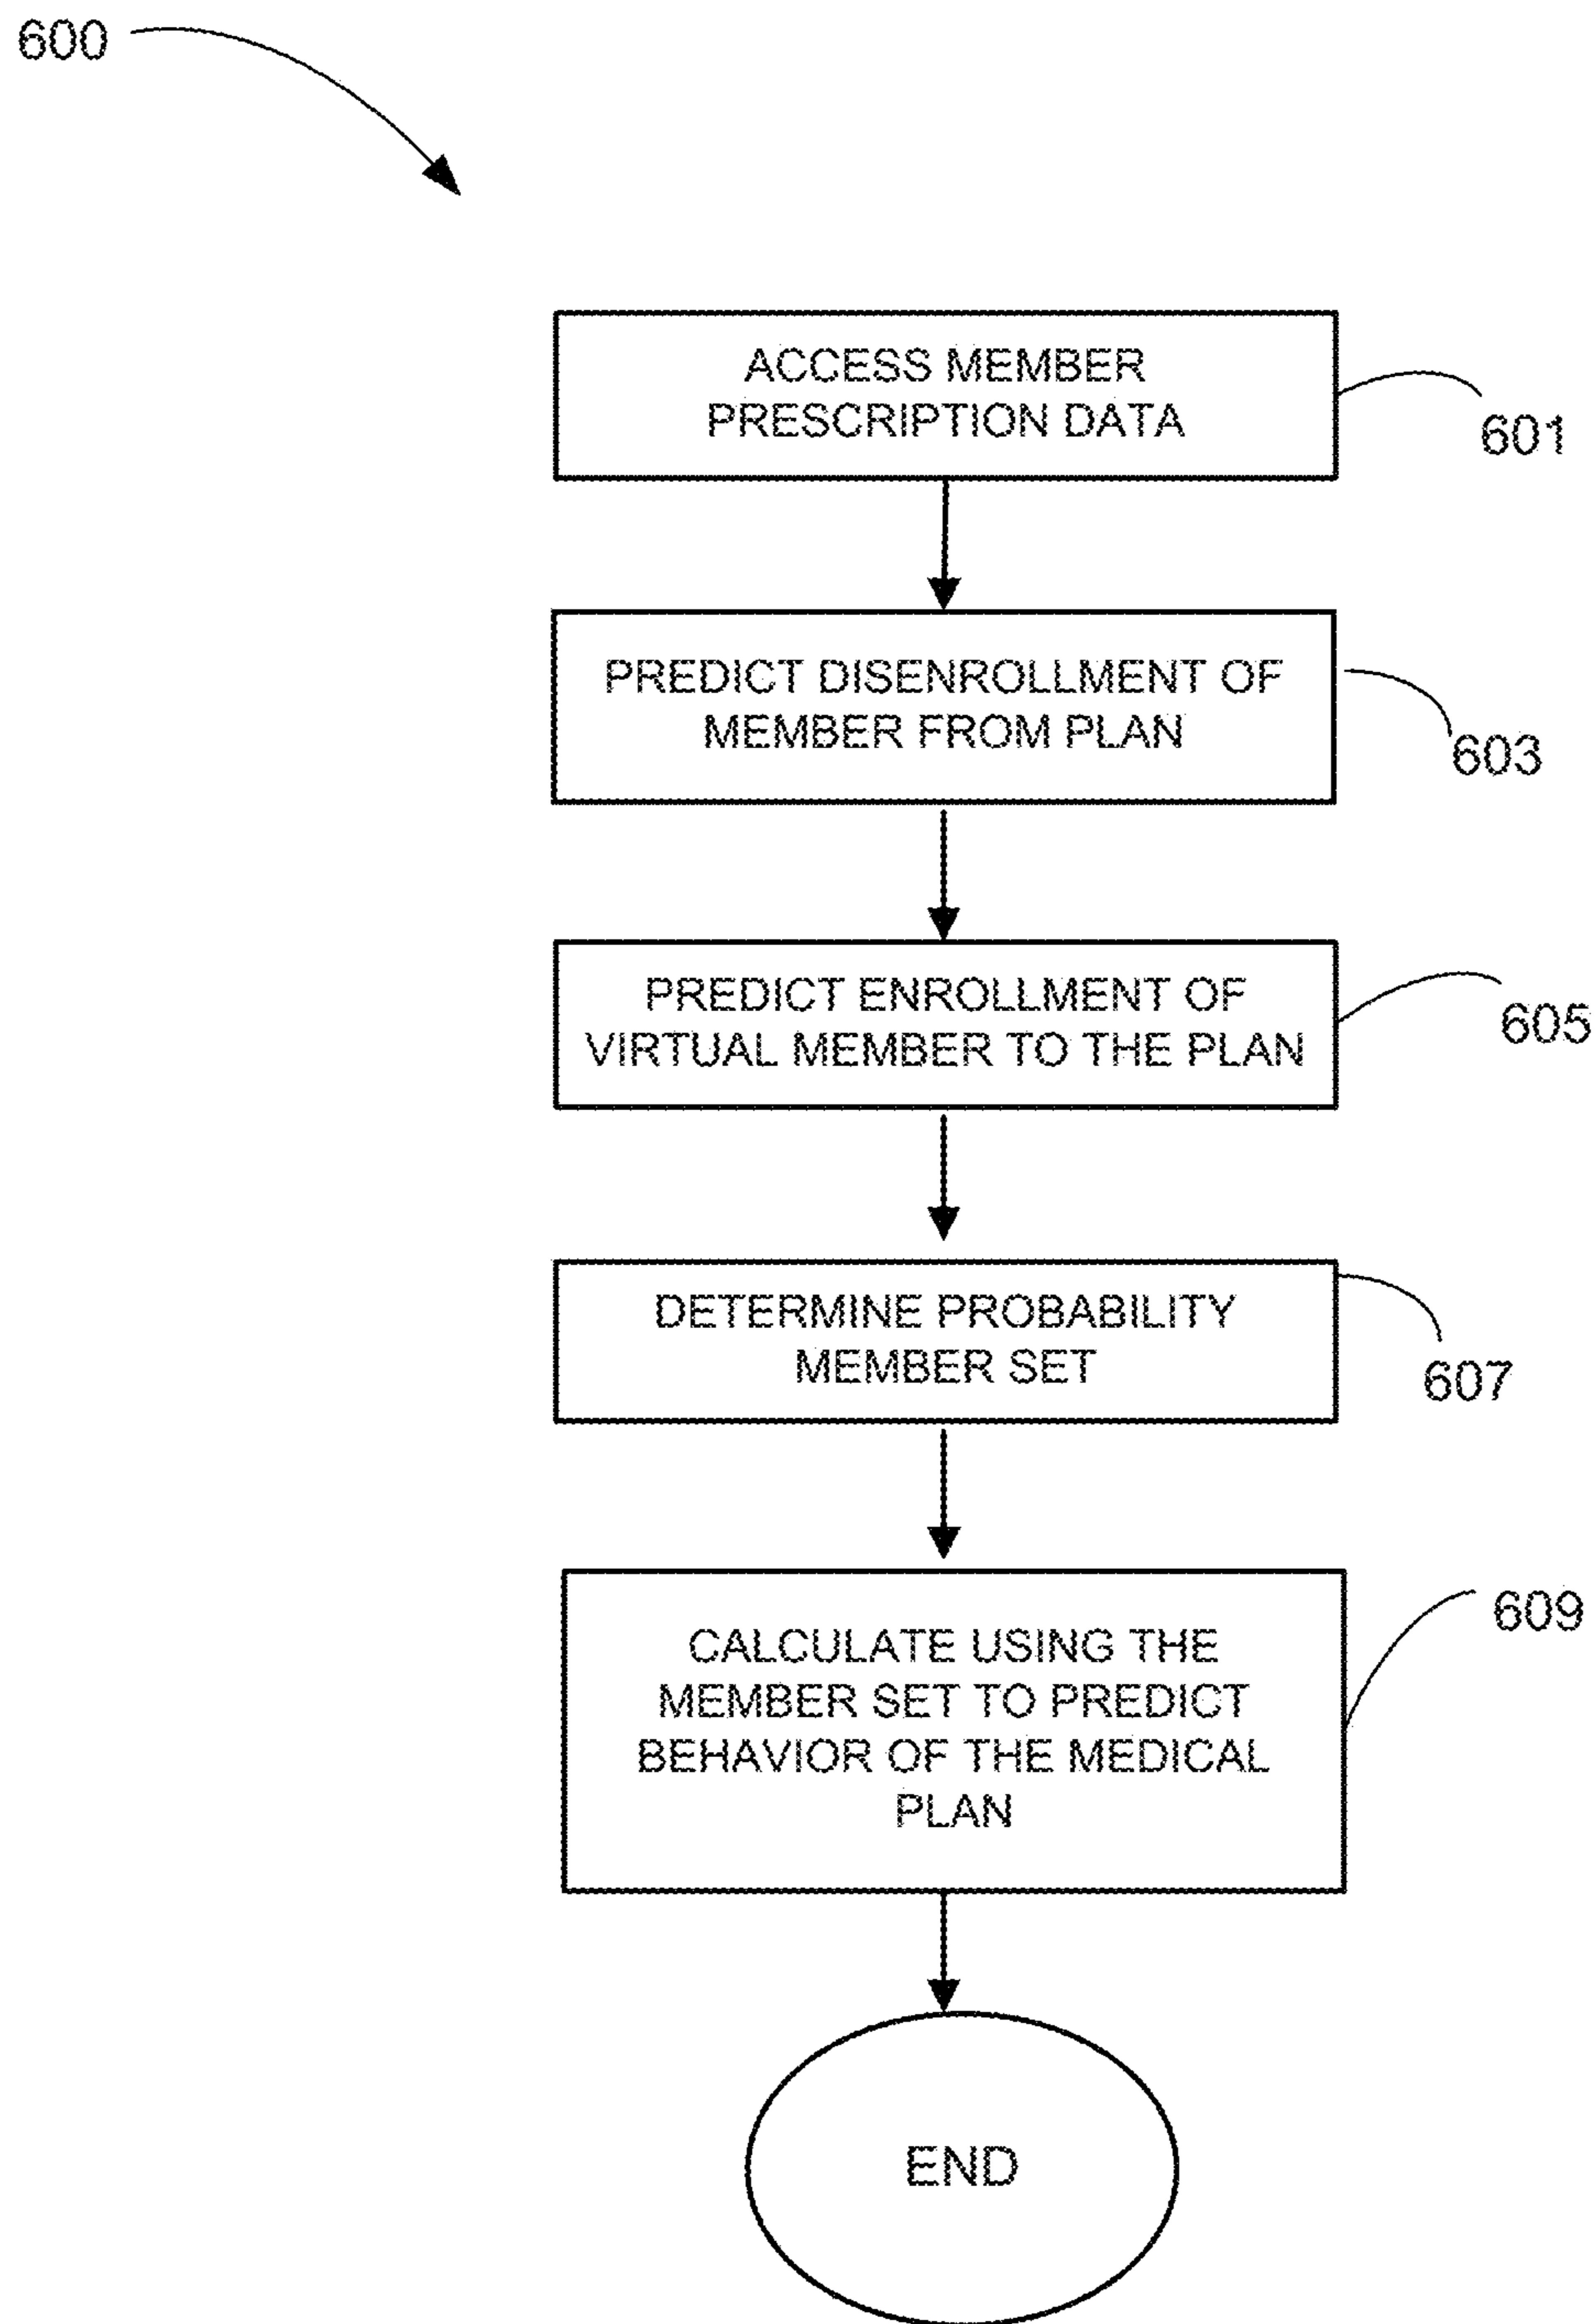 600
ACCESS MEMBER
PRESCRIPTION DATA
601
PREDICT DISENROLLMENT OF
MEMBER FROM PLAN
603
PREDICT ENROLLMENT OF
VIRTUAL MEMBER TO THE PLAN
605
DETERMINE PROBABILITY
MEMBER SET
607
CALCULATE USING THE
MEMBER SET TO PREDICT
BEHAVIOR OF THE MEDICAL
PLAN
609
END